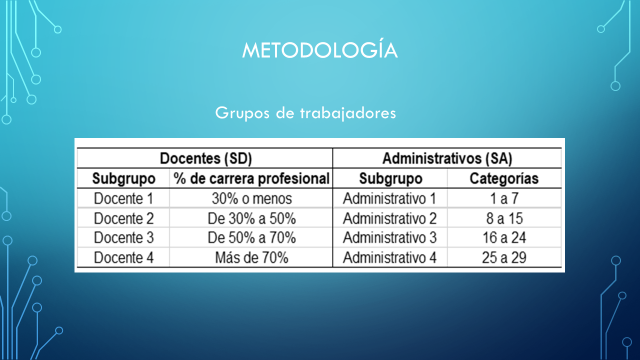 METODOLOGÍA
Grupos de trabajadores
Docentes (SD) Administrativos (SA)
Subgrupo % de carrera profesional Subgrupo Categorías
Docente 1 30% o menos Administrativo 1 1 a 7
Docente 2 De 30% a 50% Administrativo 2 8 a 15
Docente 3 De 50% a 70% Administrativo 3 16 a 24
Docente 4 Más de 70% Administrativo 4 25 a 29